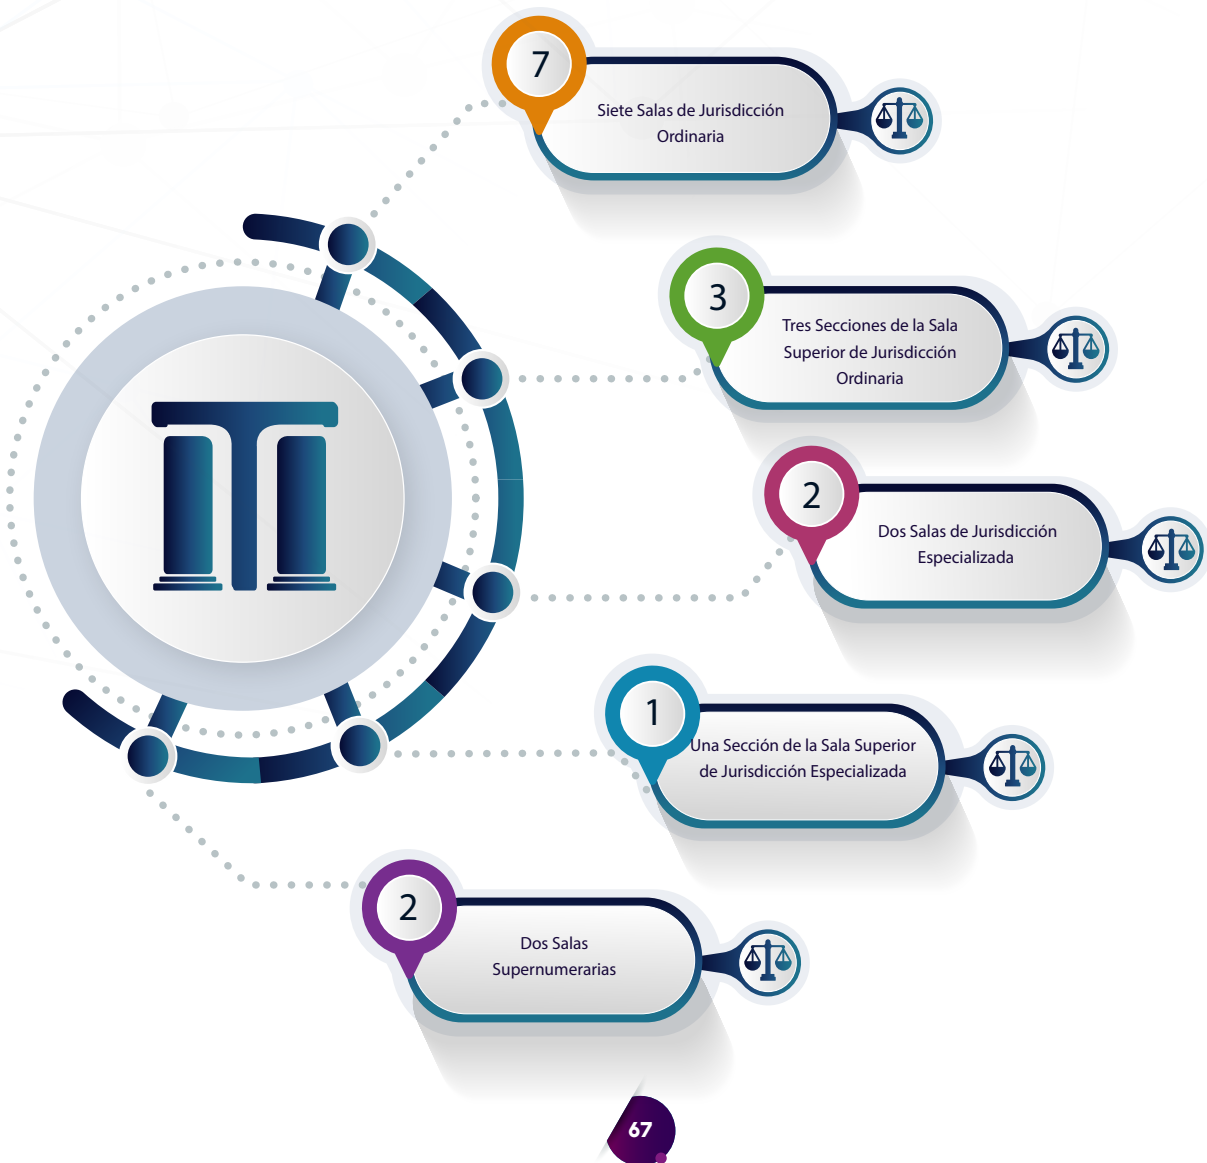 7
Siete Salas de Jurisdicción
Ordinaria
3
Tres Secciones de la Sala
Superior de Jurisdicción
Ordinaria
2
Dos Salas de Jurisdicción
Especializada
1
Una Sección de la Sala Superior
de Jurisdicción Especializada
2
Dos Salas
Supernumerarias
67